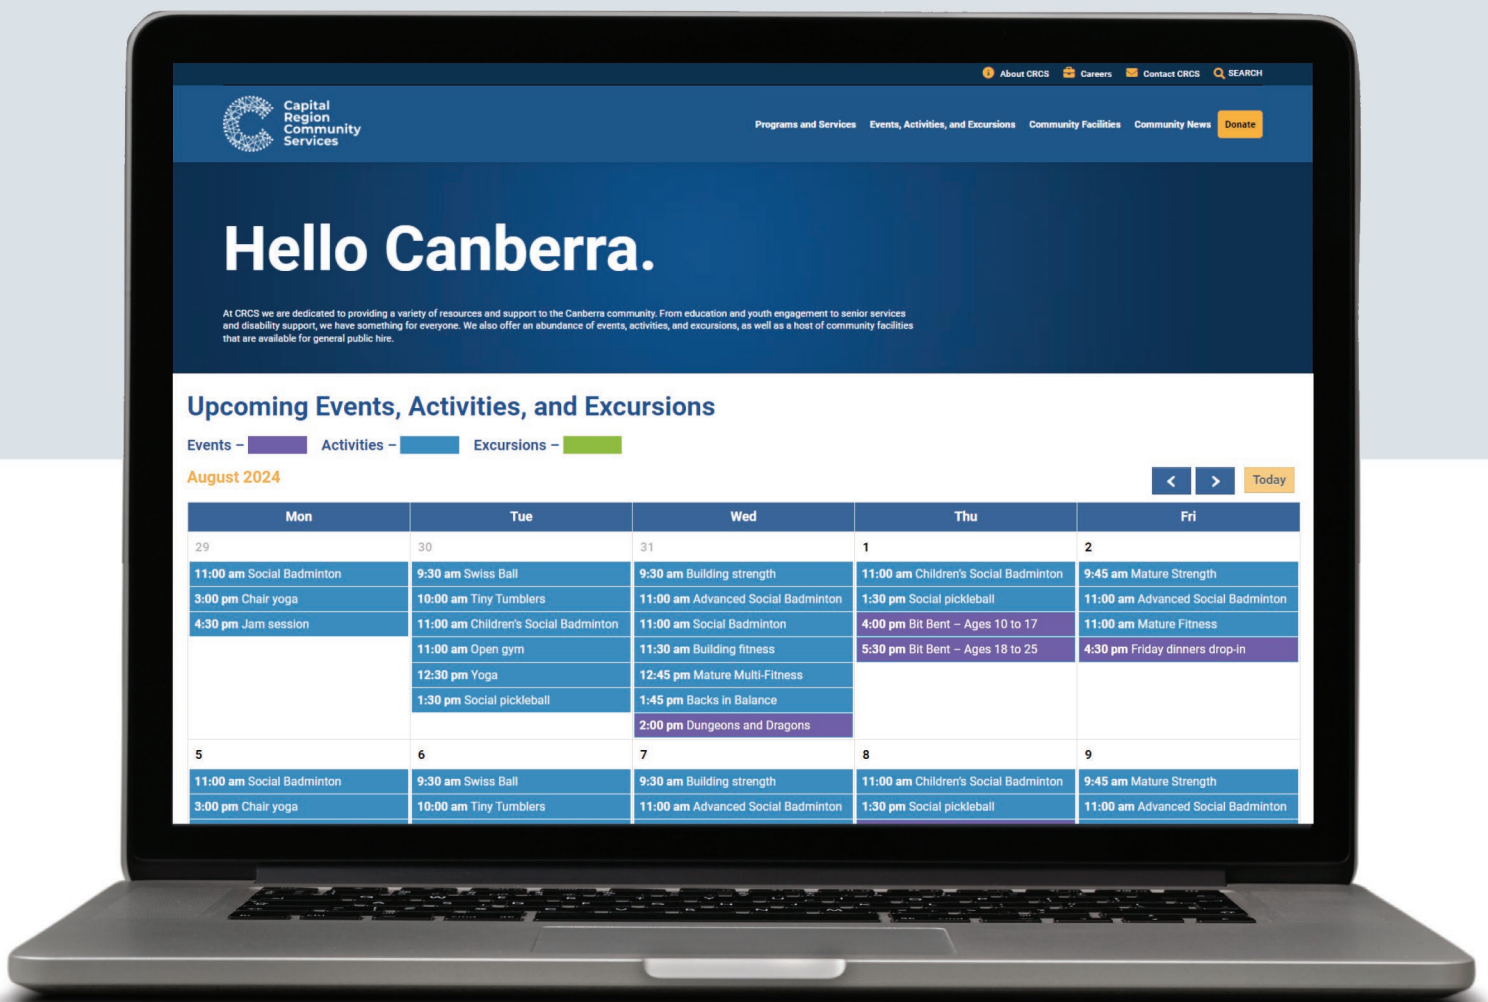 About CRCS
Careers
Contact CRCS
SEARCH
Capital
Region
Community
Services
Programs and Services
Events, Activities, and Excursions
Community Facilities
Community News
Donate
Hello Canberra.
At CRCS we are dedicated to providing a variety of resources and support to the Canberra community. From education and youth engagement to senior services
and disability support, we have something for everyone. We also offer an abundance of events, activities, and excursions, as well as a host of community facilities
that are available for general public hire.
Upcoming Events, Activities, and Excursions
Events –
Activities –
Excursions –
August 2024
Today
Mon
Tue
Wed
Thu
Fri
29
11:00 am Social Badminton
3:00 pm Chair yoga
4:30 pm Jam session
30
9:30 am Swiss Ball
10:00 am Tiny Tumblers
11:00 am Children's Social Badminton
11:00 am Open gym
12:30 pm Yoga
1:30 pm Social pickleball
31
9:30 am Building strength
11:00 am Advanced Social Badminton
11:00 am Social Badminton
11:30 am Building fitness
12:45 pm Mature Multi-Fitness
1:45 pm Backs in Balance
2:00 pm Dungeons and Dragons
1
11:00 am Children's Social Badminton
1:30 pm Social pickleball
4:00 pm Bit Bent – Ages 10 to 17
5:30 pm Bit Bent – Ages 18 to 25
2
9:45 am Mature Strength
11:00 am Advanced Social Badminton
11:00 am Mature Fitness
4:30 pm Friday dinners drop-in
5
11:00 am Social Badminton
3:00 pm Chair yoga
6
9:30 am Swiss Ball
10:00 am Tiny Tumblers
7
9:30 am Building strength
11:00 am Advanced Social Badminton
8
11:00 am Children's Social Badminton
1:30 pm Social pickleball
9
9:45 am Mature Strength
11:00 am Advanced Social Badminton